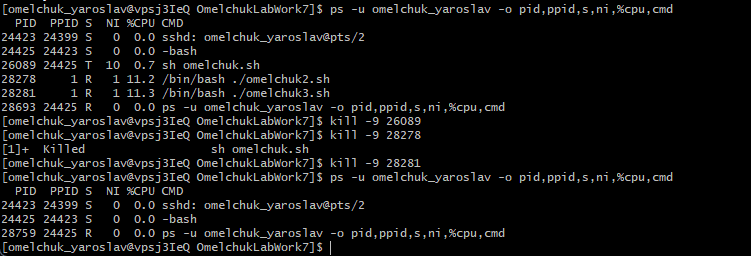 [omelchuk_yaroslav@vpsj3IeQ OmelchukLabWork7]$ ps -u omelchuk_yaroslav -o pid,ppid,s,ni,%cpu,cmd
  PID  PPID S  NI %CPU CMD
24423 24399 S   0  0.0 sshd: omelchuk_yaroslav@pts/2
24425 24423 S   0  0.0 -bash
26089 24425 T  10  0.7 sh omelchuk.sh
28278     1 R   1 11.2 /bin/bash ./omelchuk2.sh
28281     1 R   1 11.3 /bin/bash ./omelchuk3.sh
28693 24425 R   0  0.0 ps -u omelchuk_yaroslav -o pid,ppid,s,ni,%cpu,cmd
[omelchuk_yaroslav@vpsj3IeQ OmelchukLabWork7]$ kill -9 26089
[omelchuk_yaroslav@vpsj3IeQ OmelchukLabWork7]$ kill -9 28278
[1]+  Killed                  sh omelchuk.sh
[omelchuk_yaroslav@vpsj3IeQ OmelchukLabWork7]$ kill -9 28281
[omelchuk_yaroslav@vpsj3IeQ OmelchukLabWork7]$ ps -u omelchuk_yaroslav -o pid,ppid,s,ni,%cpu,cmd
  PID  PPID S  NI %CPU CMD
24423 24399 S   0  0.0 sshd: omelchuk_yaroslav@pts/2
24425 24423 S   0  0.0 -bash
28759 24425 R   0  0.0 ps -u omelchuk_yaroslav -o pid,ppid,s,ni,%cpu,cmd
[omelchuk_yaroslav@vpsj3IeQ OmelchukLabWork7]$